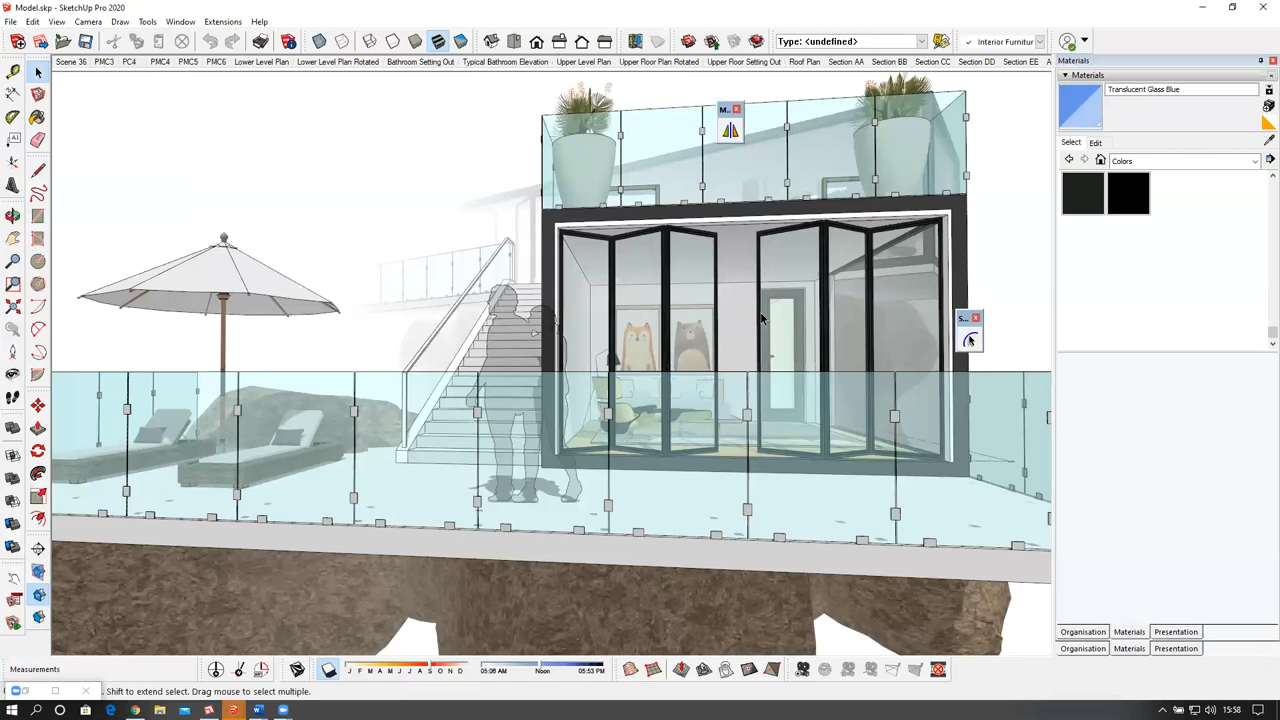 Model.skp - SketchUp Pro 2020
File Edit View Camera Draw Tools Window Extensions Help
Type: <undefined>
Interior Furnitur
Scene 36 PMC3 PC4 PMC4 PMC5 PMC6 Lower Level Plan Lower Level Plan Rotated Bathroom Setting Out Typical Bathroom Elevation Upper Level Plan Upper Floor Plan Rotated Upper Floor Setting Out Roof Plan Section AA Section BB Section CC Section DD Section EE
Materials
Materials
Translucent Glass Blue
Select Edit
Colors
M...
S...
Organisation Materials Presentation
Organisation Materials Presentation
Measurements
J F M A M J J A S O N D
05:06 AM Noon 05:53 PM
Shift to extend select. Drag mouse to select multiple.
15:58